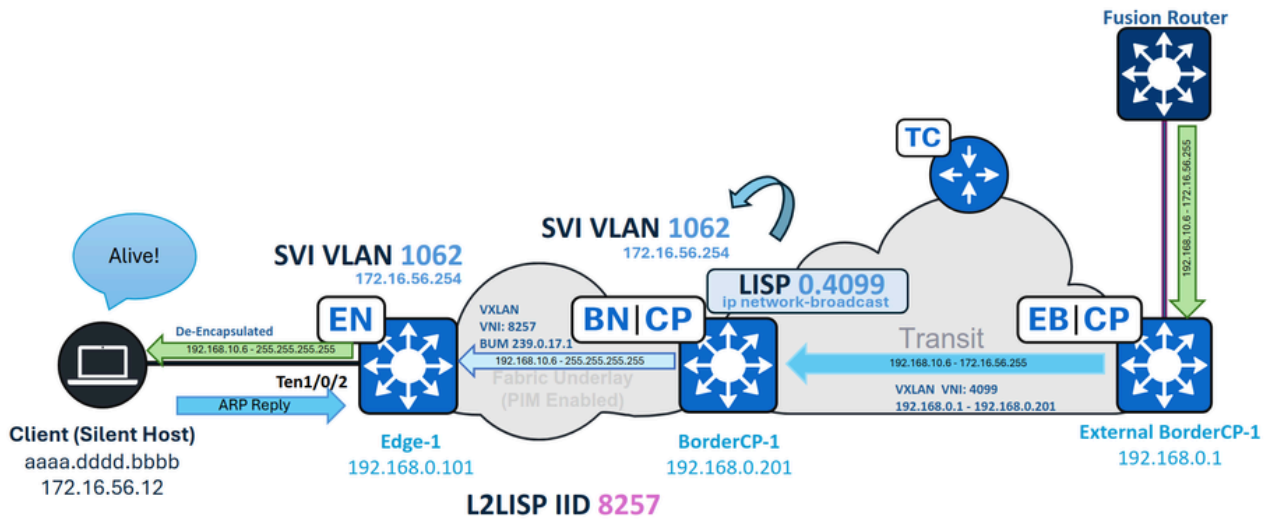 Fusion Router
192.168.10.6 - 172.16.56.255
TC
Alive!
SVI VLAN 1062
172.16.56.254
SVI VLAN 1062
172.16.56.254
LISP 0.4099
ip network-broadcast
EN
VXLAN
VNI: 8257
BUM 239.0.17.1
BN|CP
EB|CP
Transit
De-Encapsulated
192.168.10.6 - 255.255.255.255
192.168.10.6 - 255.255.255.255
192.168.10.6 - 172.16.56.255
Fabric Underlay
(PIM Enabled)
VXLAN VNI: 4099
192.168.0.1 - 192.168.0.201
Ten1/0/2
ARP Reply
Client (Silent Host)
aaaa.dddd.bbbb
172.16.56.12
Edge-1
192.168.0.101
BorderCP-1
192.168.0.201
External BorderCP-1
192.168.0.1
L2LISP IID 8257